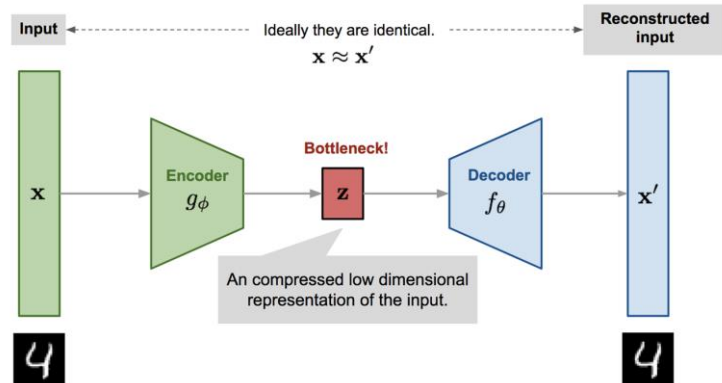 Input
Ideally they are identical.
x ≈ x′
Reconstructed
input
Bottleneck!
x
Encoder
gϕ
z
Decoder
fθ
x′
An compressed low dimensional
representation of the input.
4
4